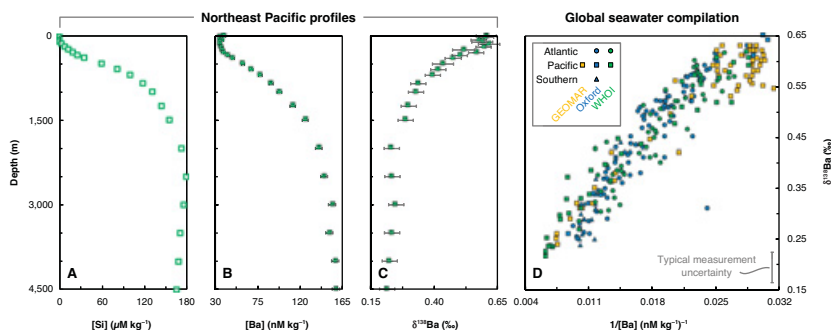 Northeast Pacific profiles
Global seawater compilation
Depth (m)
0
1,500
3,000
4,500
A
0 60 120 180
[Si] (µM kg⁻¹)
B
30 75 120 165
[Ba] (nM kg⁻¹)
C
0.15 0.40 0.65
δ¹³⁸Ba (‰)
Atlantic
Pacific
Southern
GEOMAR
Oxford
WHOI
D
Typical measurement
uncertainty
0.65
0.55
0.45
0.35
0.25
0.15
δ¹³⁸Ba (‰)
0.004 0.011 0.018 0.025 0.032
1/[Ba] (nM kg⁻¹)⁻¹